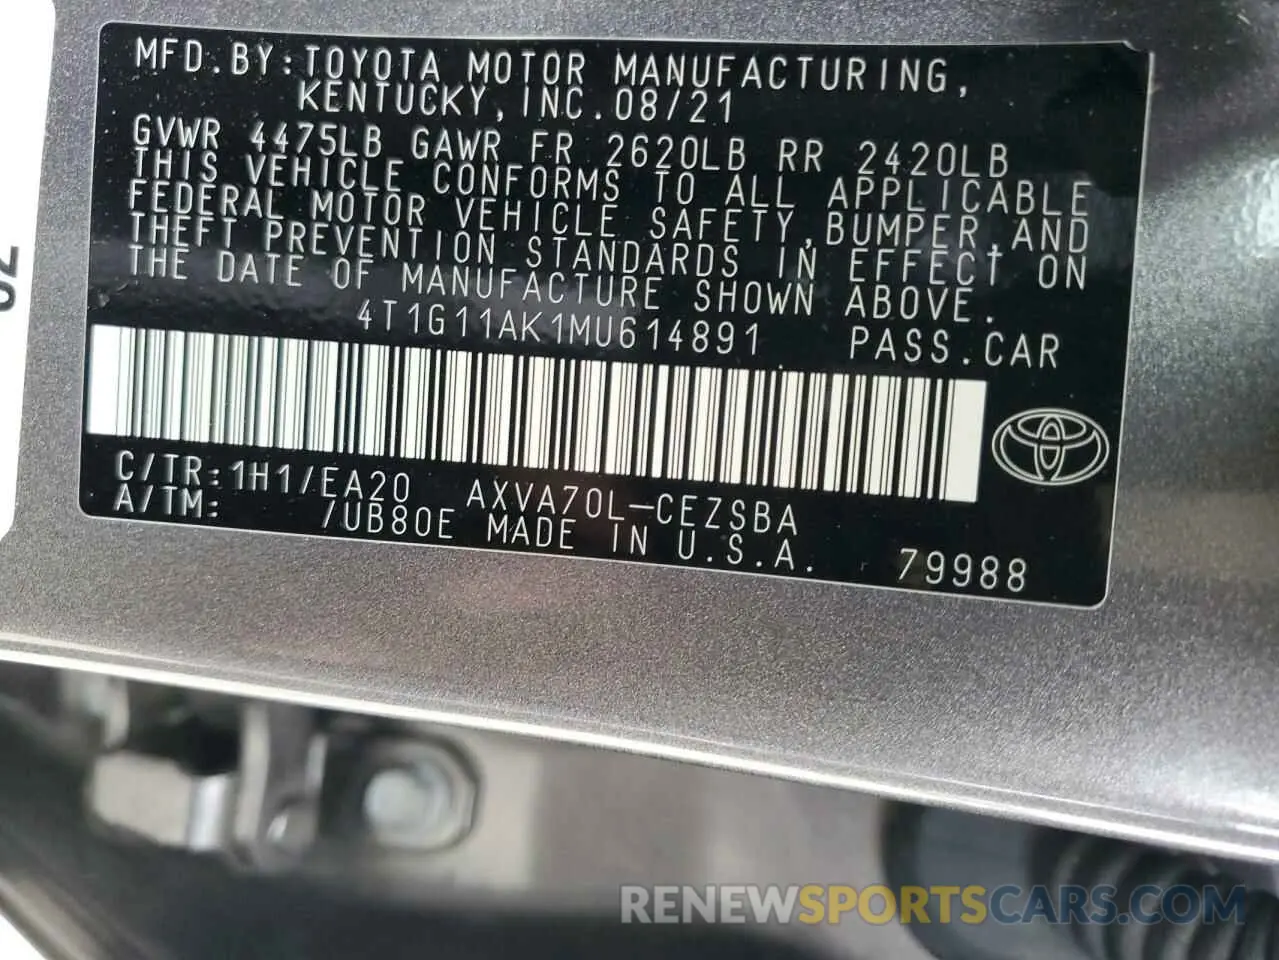 MFD.BY:TOYOTA MOTOR MANUFACTURING,
KENTUCKY,INC.08/21
GVWR 4475LB GAWR FR 2620LB RR 2420LB
THIS VEHICLE CONFORMS TO ALL APPLICABLE
FEDERAL MOTOR VEHICLE SAFETY,BUMPER,AND
THEFT PREVENTION STANDARDS IN EFFECT ON
THE DATE OF MANUFACTURE SHOWN ABOVE.
4T1G11AK1MU614891 PASS.CAR
C/TR:1H1/EA20 AXVA70L-CEZSBA
A/TM: /UB80E MADE IN U.S.A. 79988
RENEWSPORTSCARS.COM